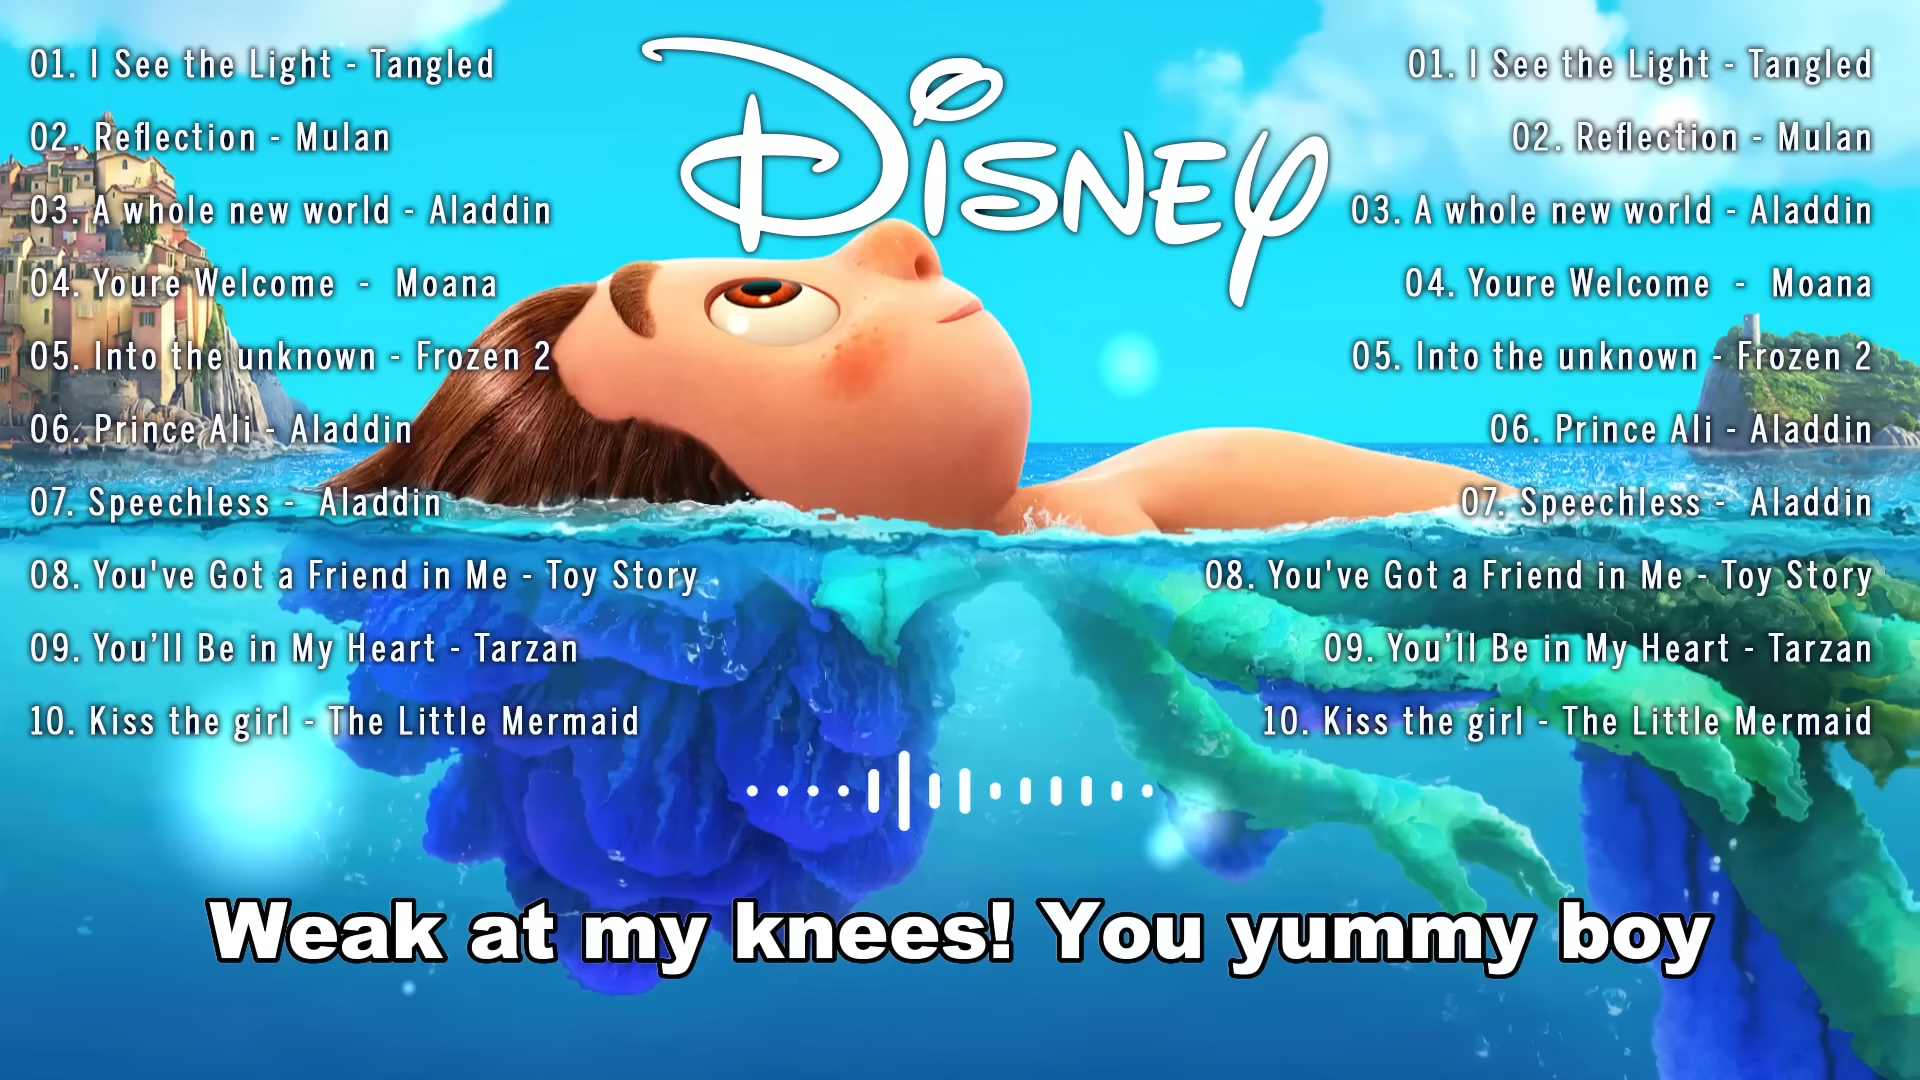 DISNEY
01. I See the Light - Tangled
02. Reflection - Mulan
03. A whole new world - Aladdin
04. Youre Welcome - Moana
05. Into the unknown - Frozen 2
06. Prince Ali - Aladdin
07. Speechless - Aladdin
08. You've Got a Friend in Me - Toy Story
09. You’ll Be in My Heart - Tarzan
10. Kiss the girl - The Little Mermaid
01. I See the Light - Tangled
02. Reflection - Mulan
03. A whole new world - Aladdin
04. Youre Welcome - Moana
05. Into the unknown - Frozen 2
06. Prince Ali - Aladdin
07. Speechless - Aladdin
08. You've Got a Friend in Me - Toy Story
09. You’ll Be in My Heart - Tarzan
10. Kiss the girl - The Little Mermaid
Weak at my knees! You yummy boy